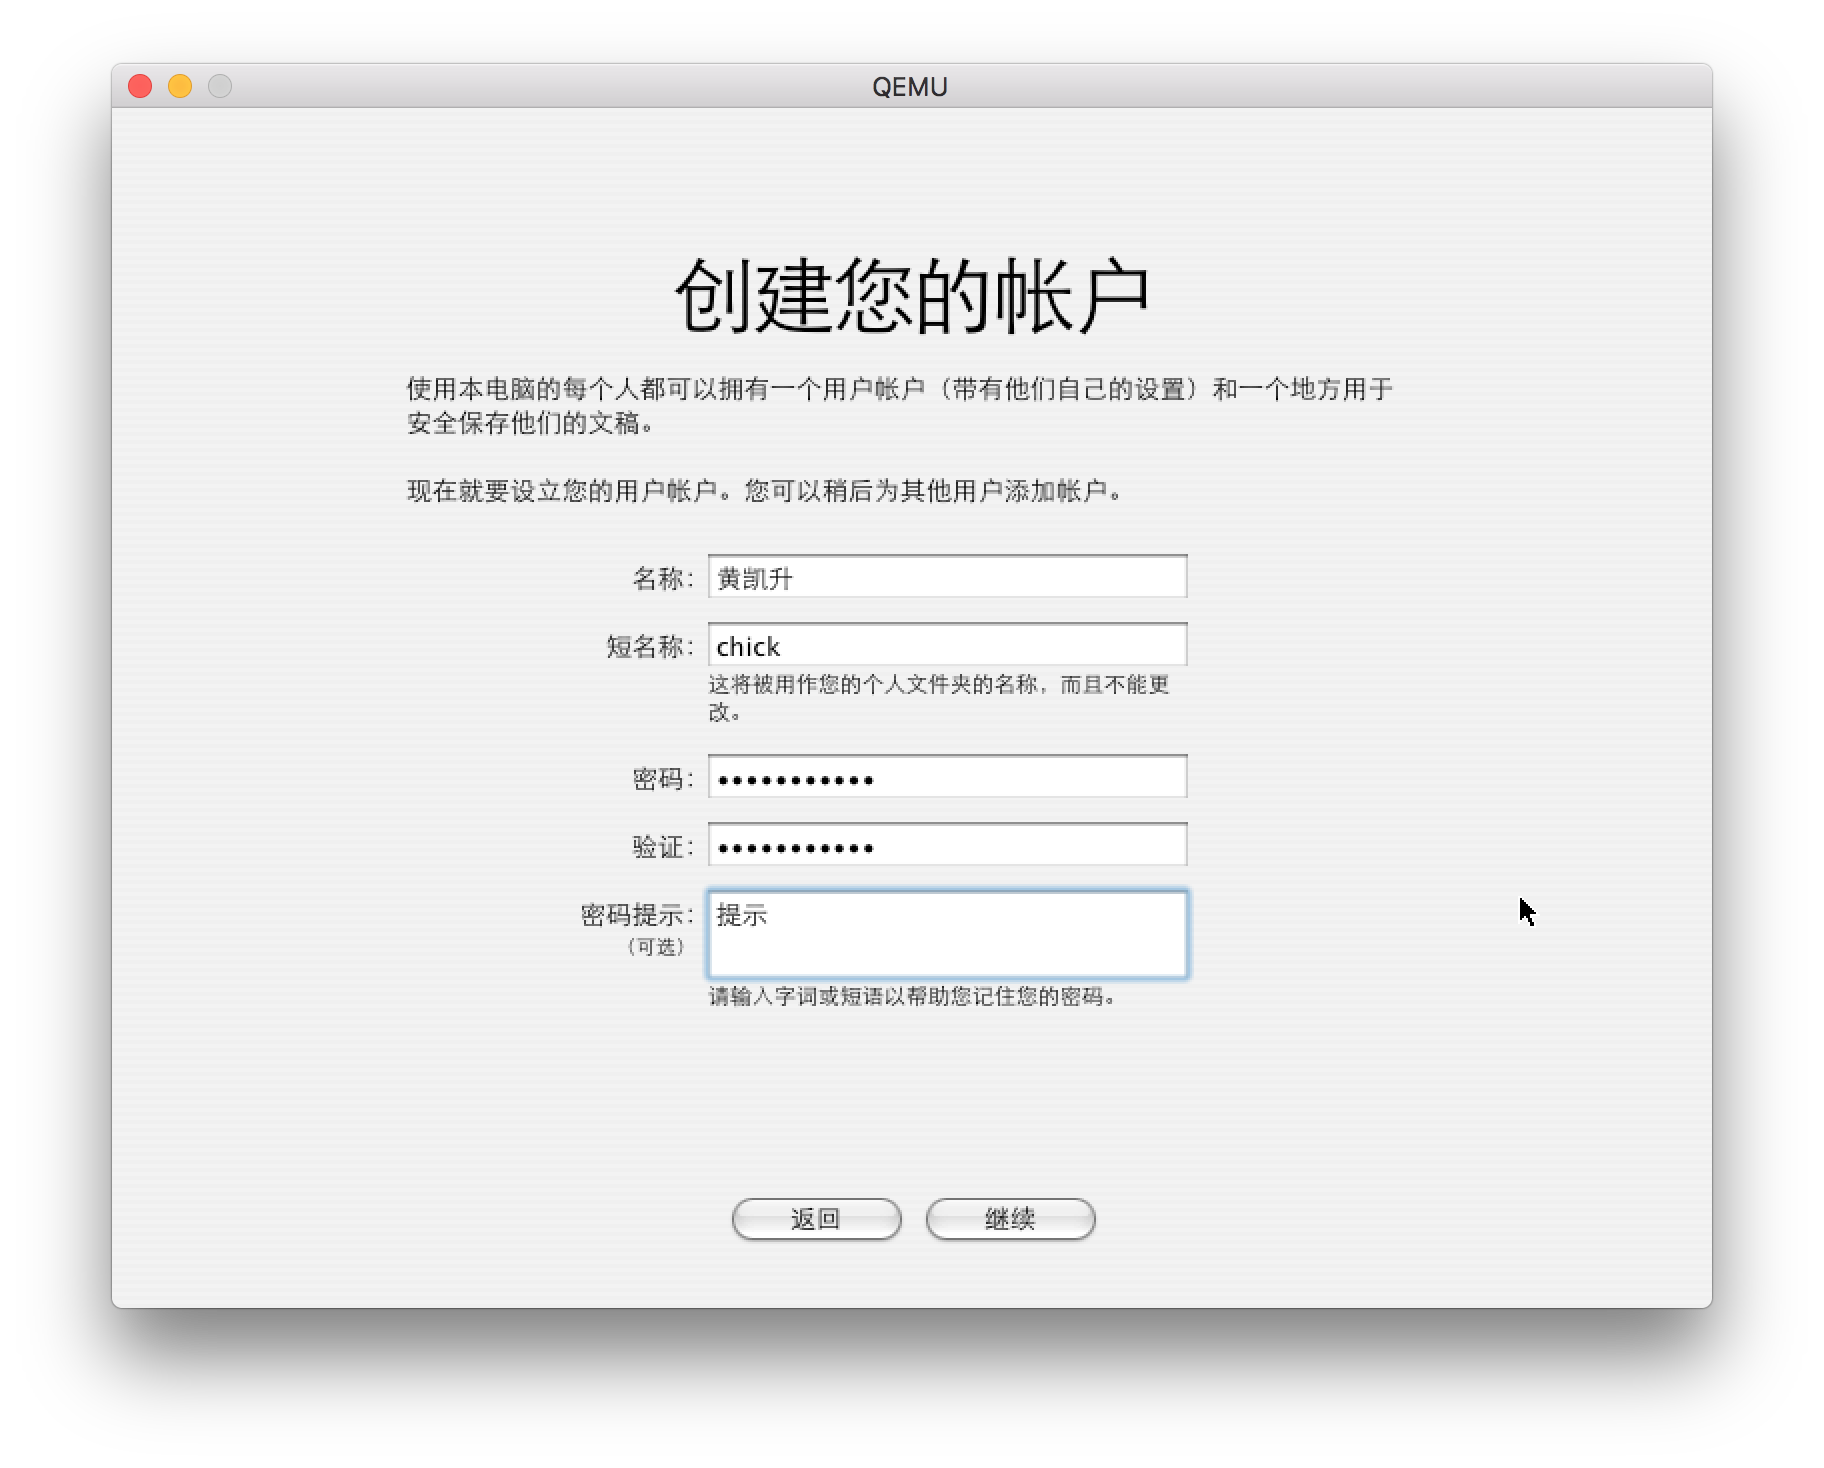 QEMU
创建您的帐户
使用本电脑的每个人都可以拥有一个用户帐户（带有他们自己的设置）和一个地方用于
安全保存他们的文稿。
现在就要设立您的用户帐户。您可以稍后为其他用户添加帐户。
名称：黄凯升
短名称：chick
这将被用作您的个人文件夹的名称，而且不能更
改。
密码：•••••••••••
验证：•••••••••••
密码提示：提示
（可选）
请输入字词或短语以帮助您记住您的密码。
返回 继续